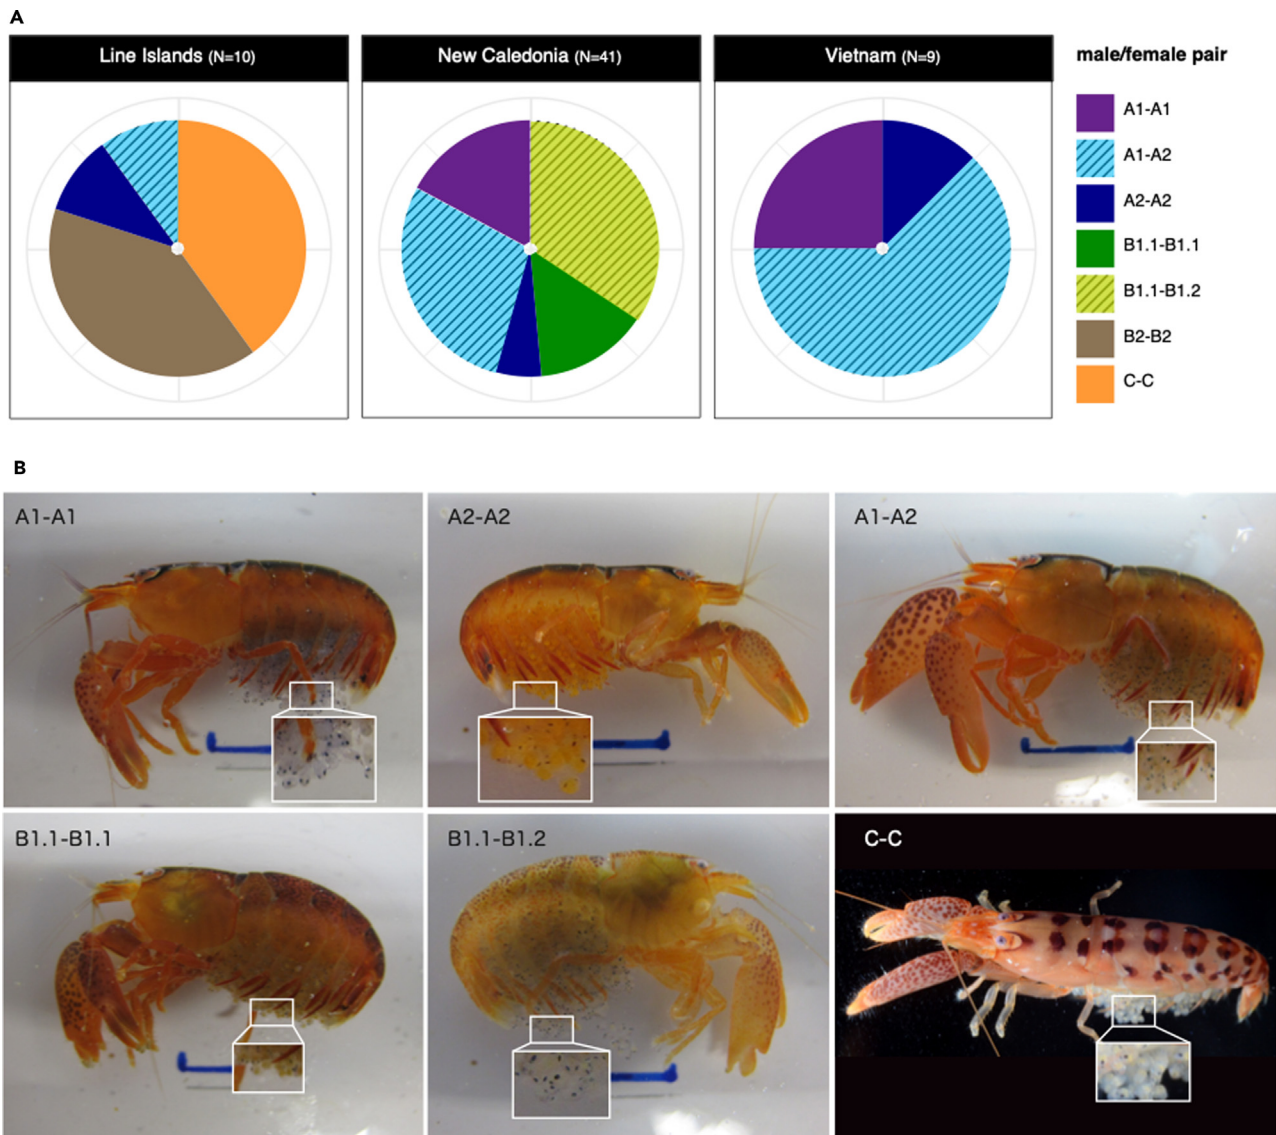 A
Line Islands (N=10)
New Caledonia (N=41)
Vietnam (N=9)
male/female pair
A1-A1
A1-A2
A2-A2
B1.1-B1.1
B1.1-B1.2
B2-B2
C-C
B
A1-A1
A2-A2
A1-A2
B1.1-B1.1
B1.1-B1.2
C-C